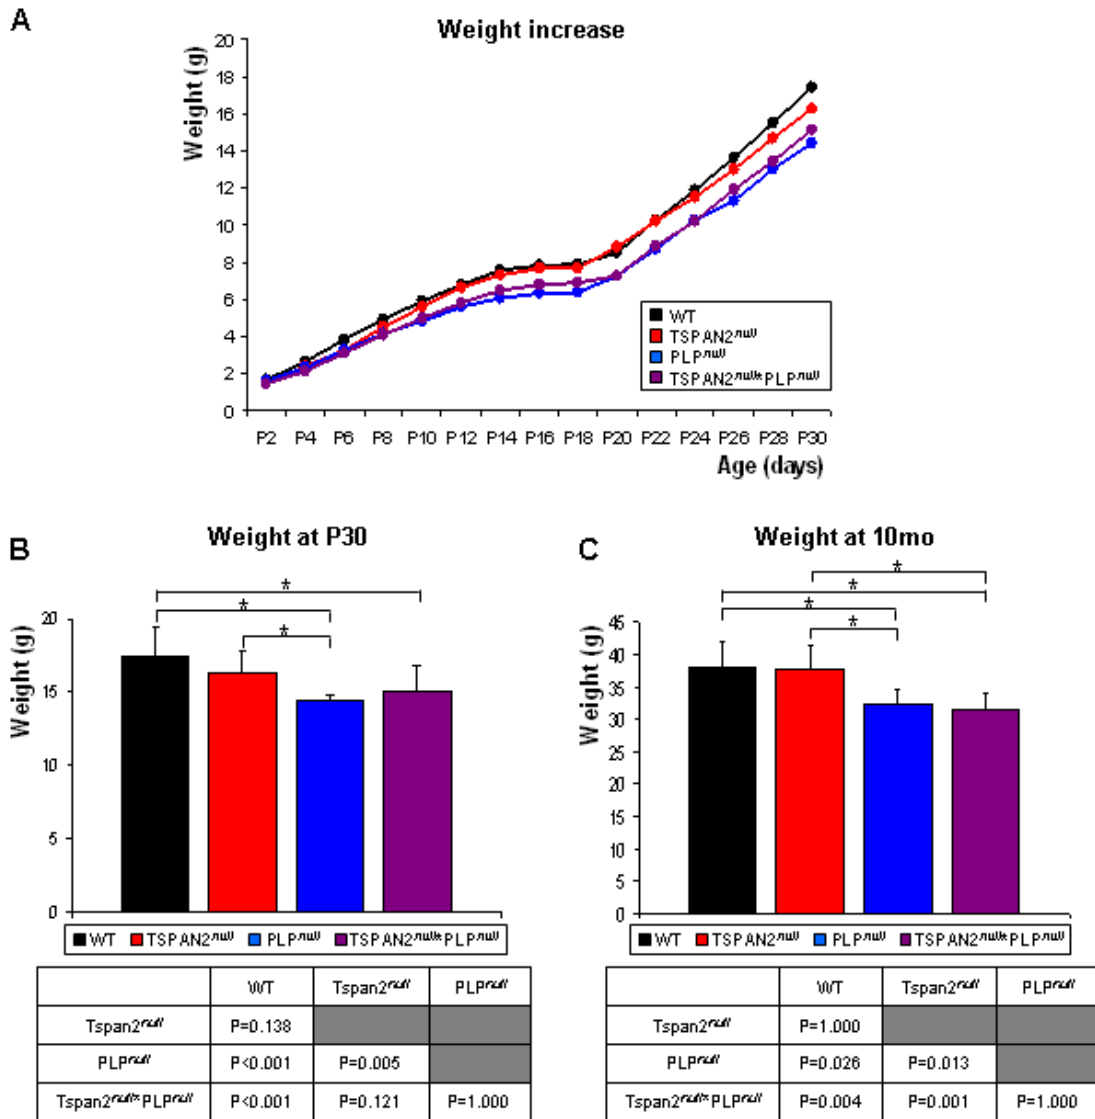 A
Weight increase
Weight (g)
20
18
16
14
12
10
8
6
4
2
0
WT
TSPAN2null
PLPnull
TSPAN2null*PLPnull
P2 P4 P6 P8 P10 P12 P14 P16 P18 P20 P22 P24 P26 P28 P30
Age (days)
B
Weight at P30
Weight (g)
*
*
*
20
15
10
5
0
WT TSPAN2null PLPnull TSPAN2null*PLPnull
WT Tspan2null PLPnull
Tspan2null P=0.138
PLPnull P<0.001 P=0.005
Tspan2null*PLPnull P<0.001 P=0.121 P=1.000
C
Weight at 10mo
Weight (g)
*
*
*
*
45
40
35
30
25
20
15
10
5
0
WT TSPAN2null PLPnull TSPAN2null*PLPnull
WT Tspan2null PLPnull
Tspan2null P=1.000
PLPnull P=0.026 P=0.013
Tspan2null*PLPnull P=0.004 P=0.001 P=1.000